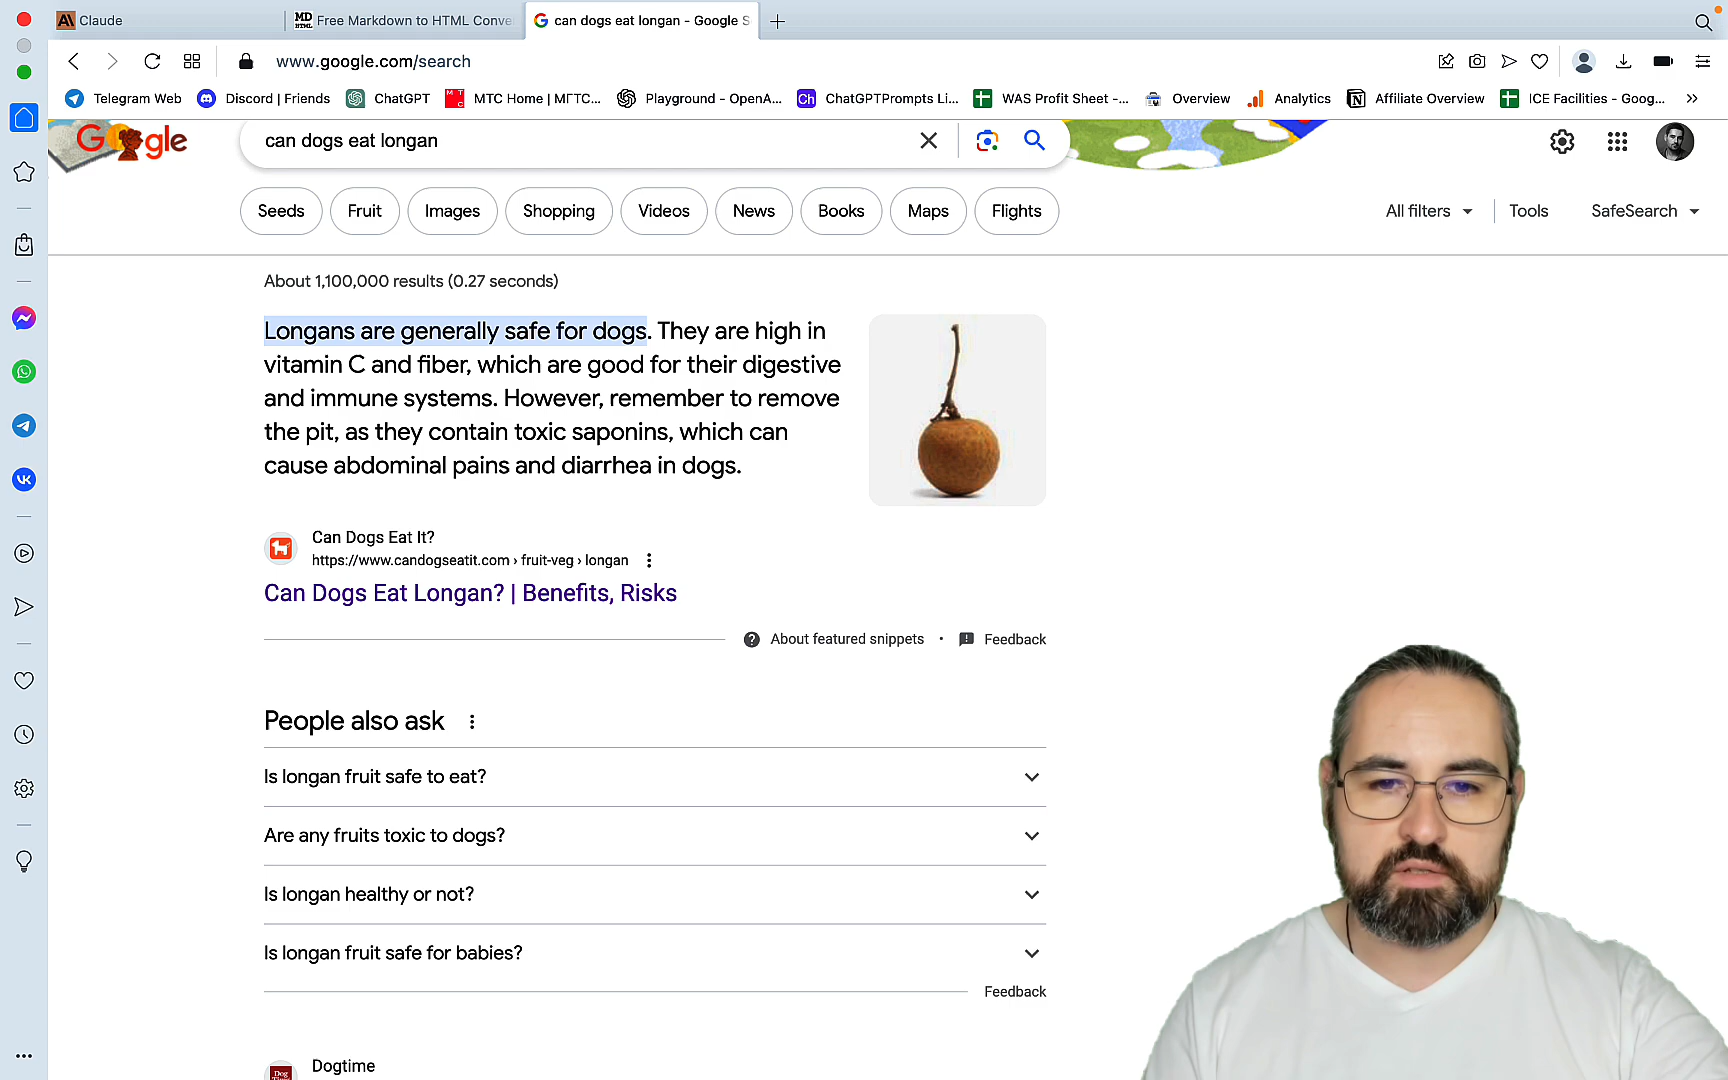 Claude
Free Markdown to HTML Conve
can dogs eat longan - Google S
www.google.com/search
Telegram Web
Discord | Friends
ChatGPT
MTC Home | МГТС...
Playground - OpenA...
Ch
ChatGPTPrompts Li...
WAS Profit Sheet -...
Overview
Analytics
Affiliate Overview
ICE Facilities - Goog...
Google
can dogs eat longan
Seeds
Fruit
Images
Shopping
Videos
News
Books
Maps
Flights
All filters
Tools
SafeSearch
About 1,100,000 results (0.27 seconds)
Longans are generally safe for dogs. They are high in
vitamin C and fiber, which are good for their digestive
and immune systems. However, remember to remove
the pit, as they contain toxic saponins, which can
cause abdominal pains and diarrhea in dogs.
Can Dogs Eat It?
https://www.candogseatit.com › fruit-veg › longan
Can Dogs Eat Longan? | Benefits, Risks
About featured snippets
Feedback
People also ask
Is longan fruit safe to eat?
Are any fruits toxic to dogs?
Is longan healthy or not?
Is longan fruit safe for babies?
Feedback
Dogtime